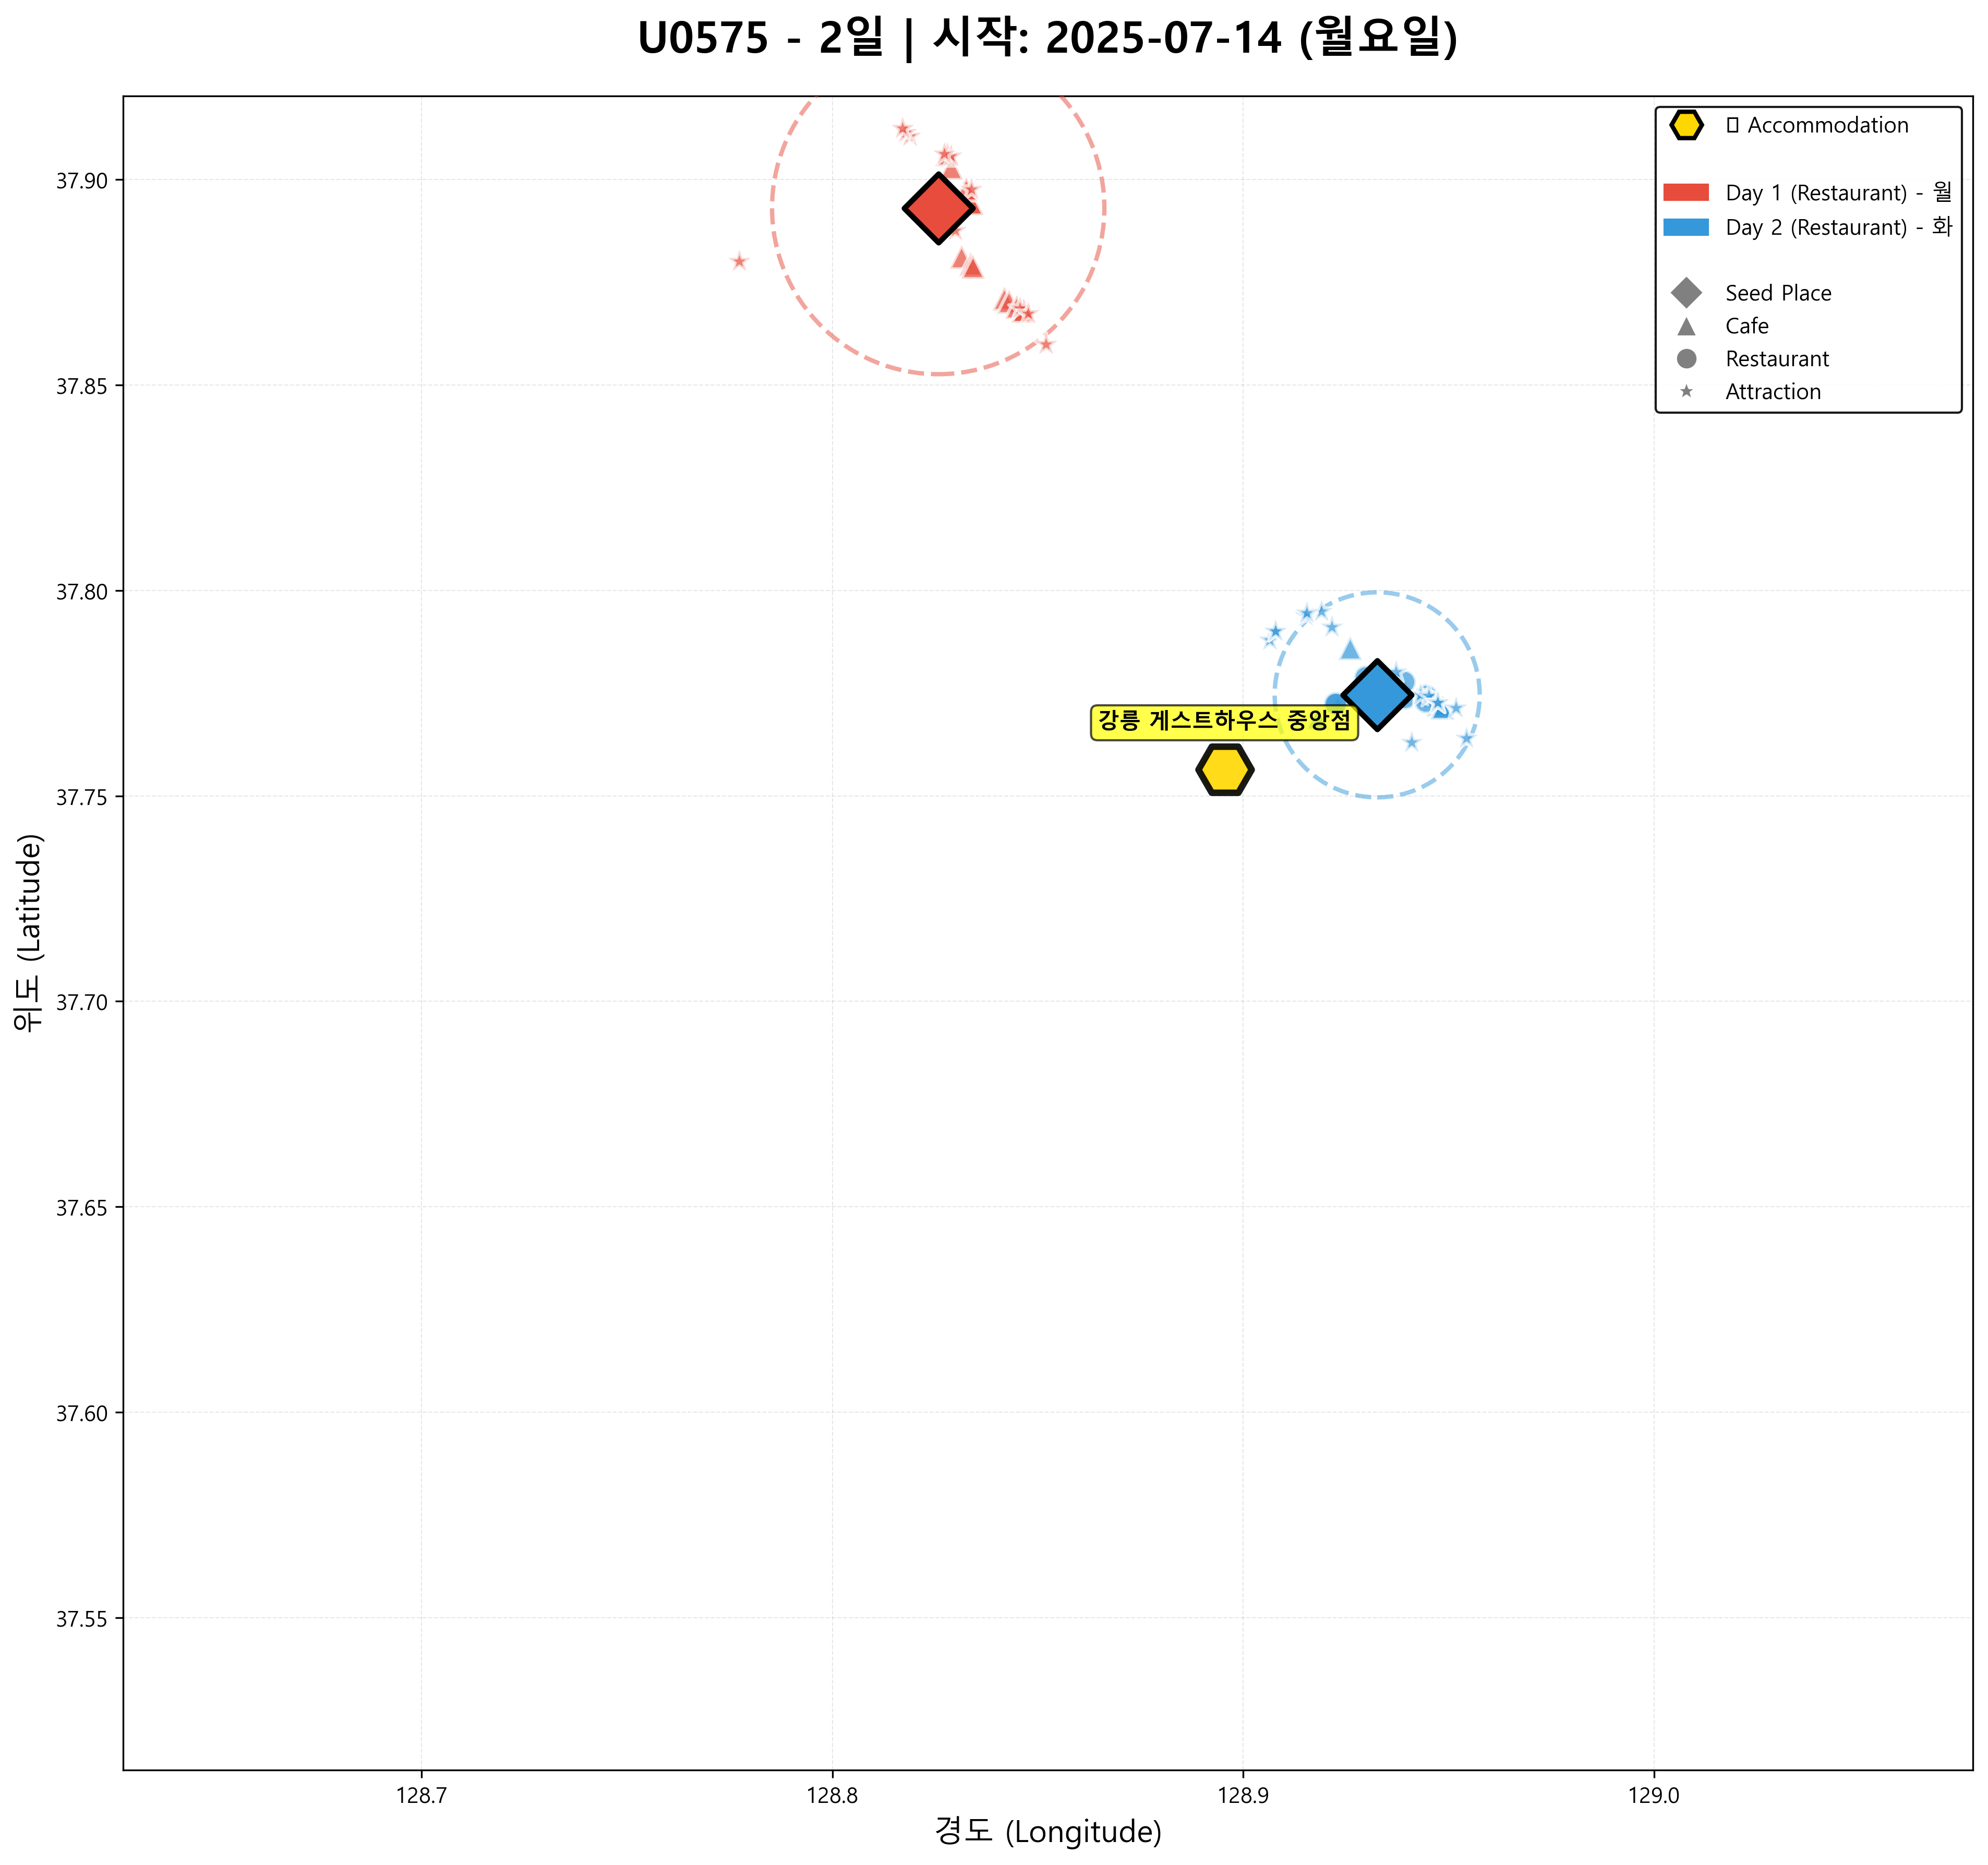 U0575 - 2일 | 시작: 2025-07-14 (월요일)
Accommodation
Day 1 (Restaurant) - 월
Day 2 (Restaurant) - 화
Seed Place
Cafe
Restaurant
Attraction
강릉 게스트하우스 중앙점
위도 (Latitude)
37.90
37.85
37.80
37.75
37.70
37.65
37.60
37.55
128.7
128.8
128.9
129.0
경도 (Longitude)